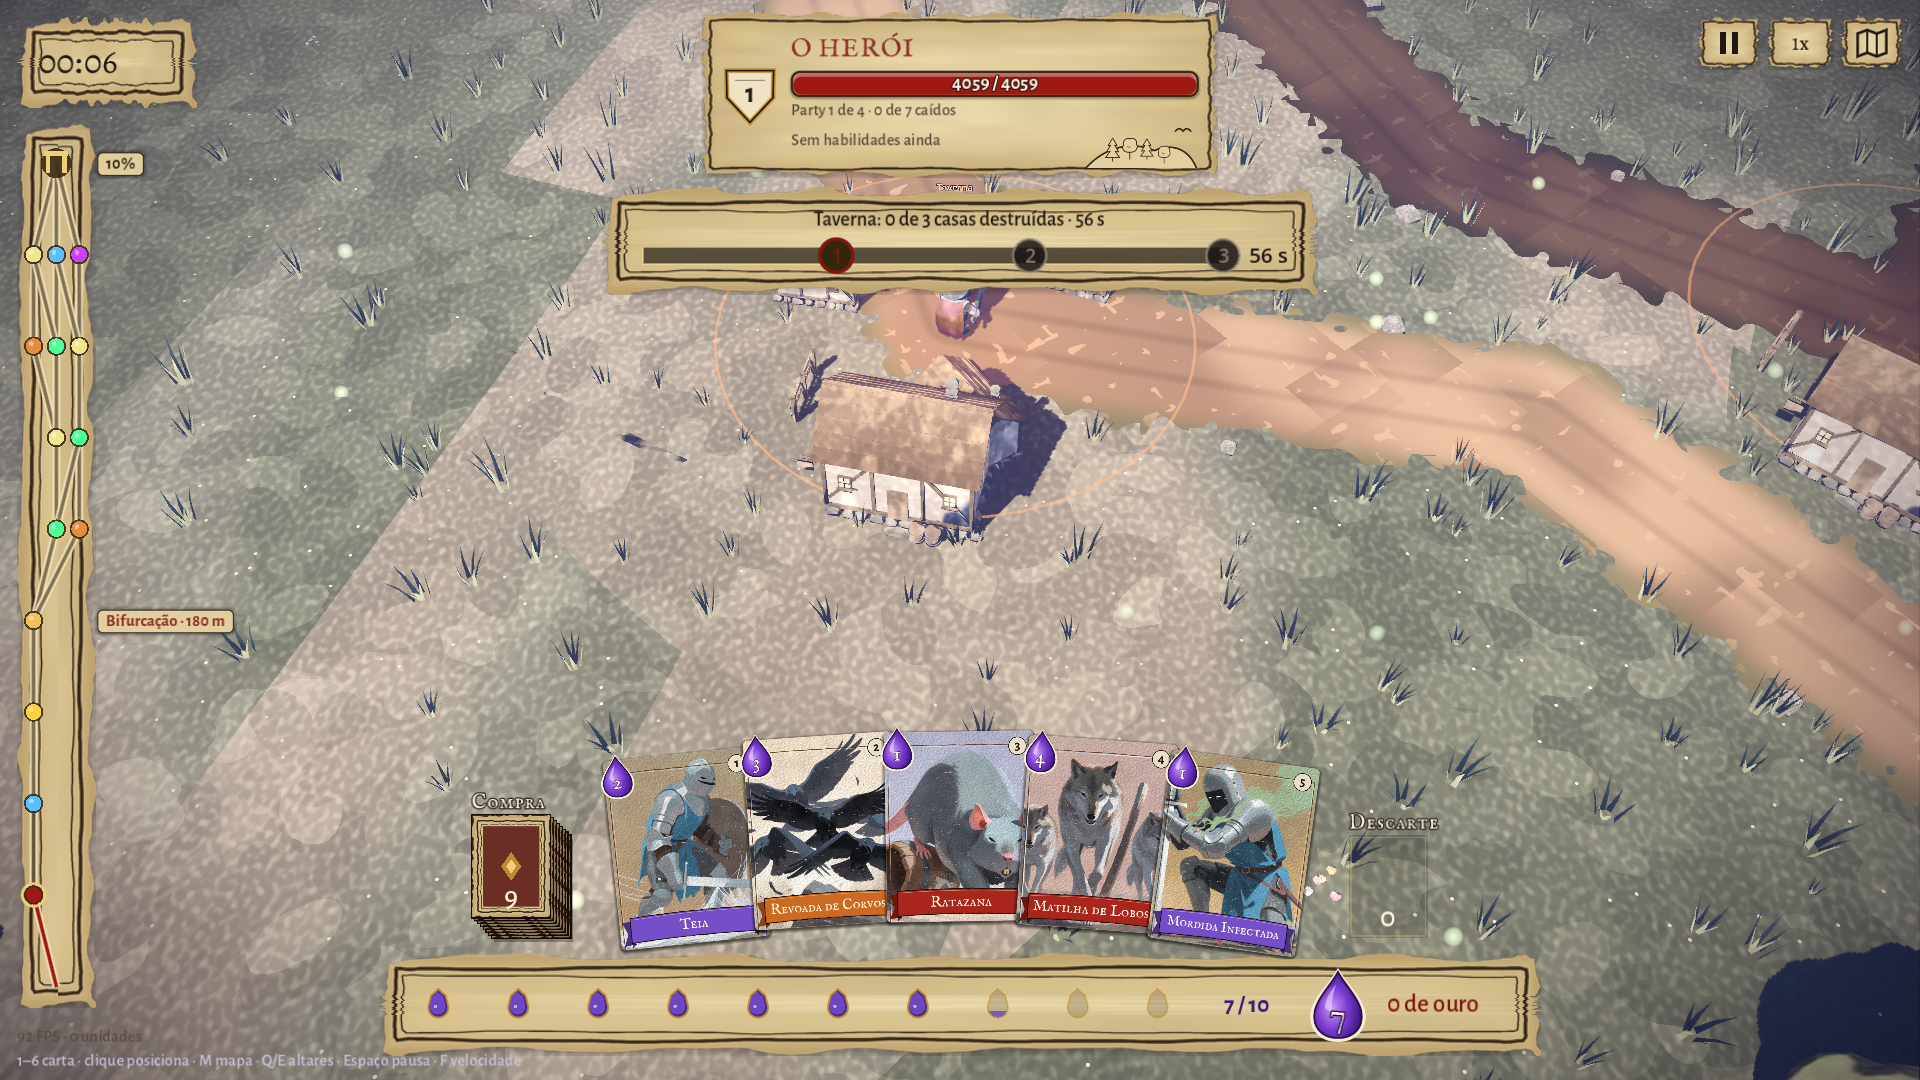 00:06
O HERÓI
1
4059 / 4059
Party 1 de 4 · 0 de 7 caídos
Sem habilidades ainda
1x
10%
Taverna
Taverna: 0 de 3 casas destruídas · 56 s
1
2
3
56 s
Bifurcação · 180 m
COMPRA
9
2
1
TEIA
3
2
REVOADA DE CORVOS
1
3
RATAZANA
4
4
MATILHA DE LOBOS
1
5
MORDIDA INFECTADA
DESCARTE
0
7 / 10
7
0 de ouro
92 FPS · 0 unidades
1–6 carta · clique posiciona · M mapa · Q/E altares · Espaço pausa · F velocidade